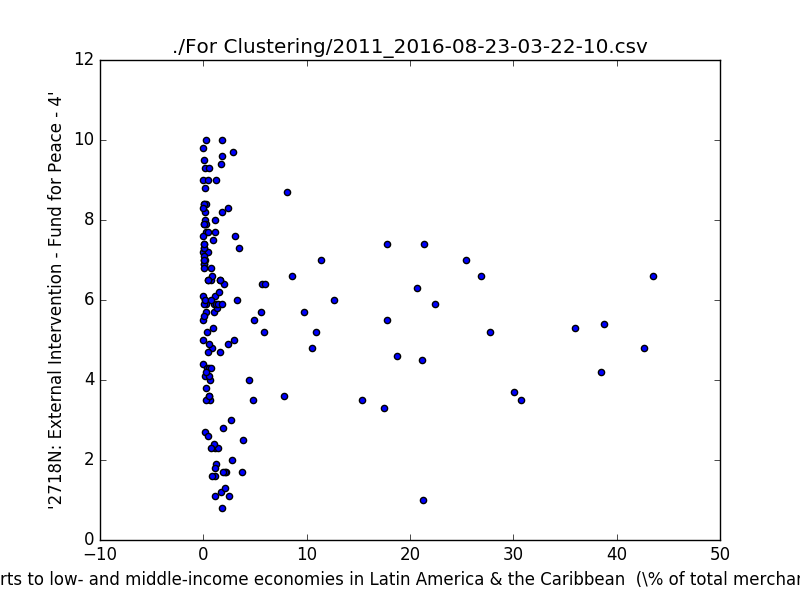 ./For Clustering/2011_2016-08-23-03-22-10.csv
'2718N: External Intervention - Fund for Peace - 4'
12
10
8
6
4
2
0
−10 0 10 20 30 40 50
to low- and middle-income economies in Latin America & the Caribbean (\% of total